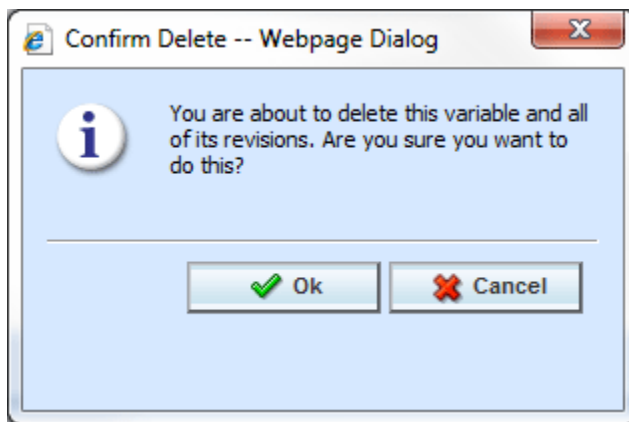 Confirm Delete -- Webpage Dialog
You are about to delete this variable and all
of its revisions. Are you sure you want to
do this?
Ok
Cancel